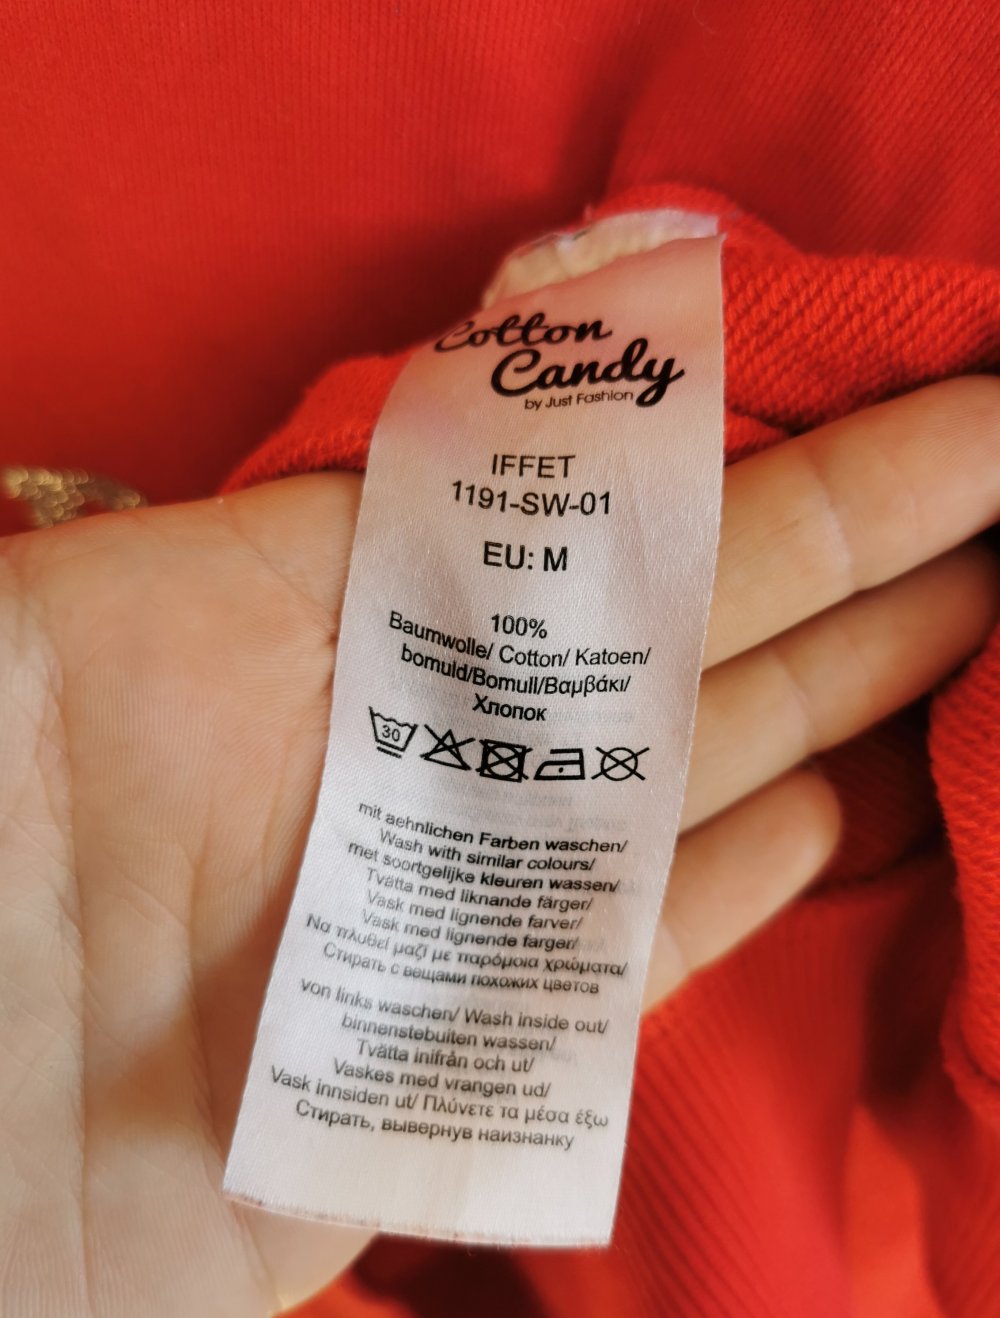 Cotton
Candy
by Just Fashion
IFFET
1191-SW-01
EU: M
100%
Baumwolle/ Cotton/ Katoen/
bomuld/Bomull/Βαμβάκι/
Хлопок
30
mit aehnlichen Farben waschen/
Wash with similar colours/
met soortgelijke kleuren wassen/
Tvätta med liknande färger/
Vask med lignende farver/
Vask med lignende farger/
Να πλυθεί μαζί με παρόμοια χρώματα/
Стирать с вещами похожих цветов
von links waschen/ Wash inside out/
binnenstebuiten wassen/
Tvätta inifrån och ut/
Vaskes med vrangen ud/
Vask innsiden ut/ Πλύνετε τα μέσα έξω
Стирать, вывернув наизнанку